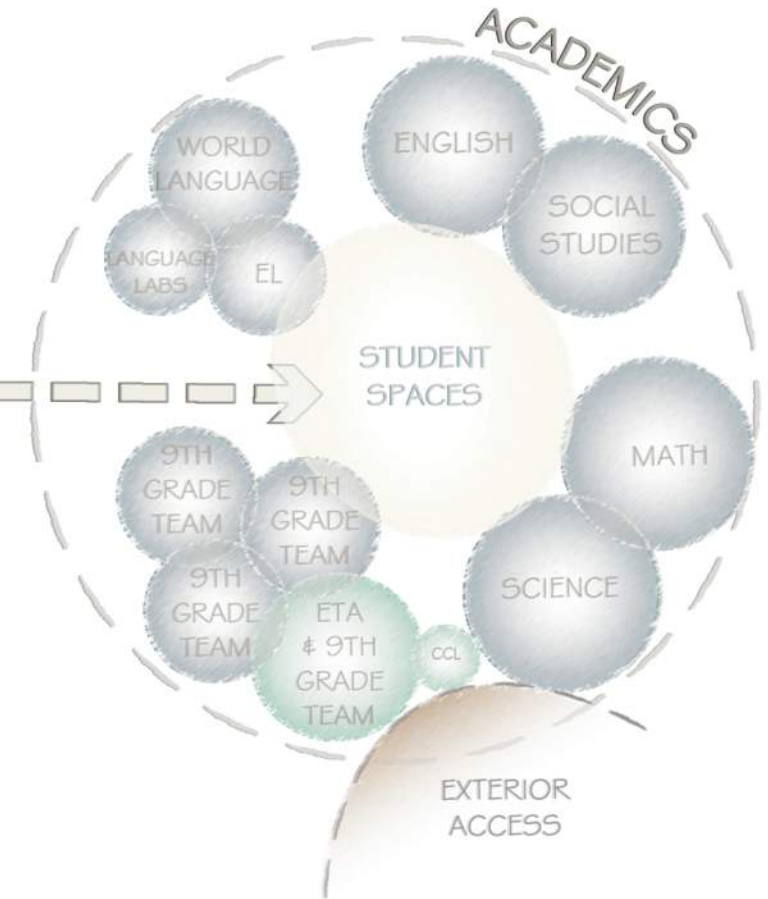 ACADEMICS
WORLD
LANGUAGE
LANGUAGE
LABS
EL
ENGLISH
SOCIAL
STUDIES
STUDENT
SPACES
MATH
9TH
GRADE
TEAM
9TH
GRADE
TEAM
9TH
GRADE
TEAM
ETA
& 9TH
GRADE
TEAM
CCL
SCIENCE
EXTERIOR
ACCESS